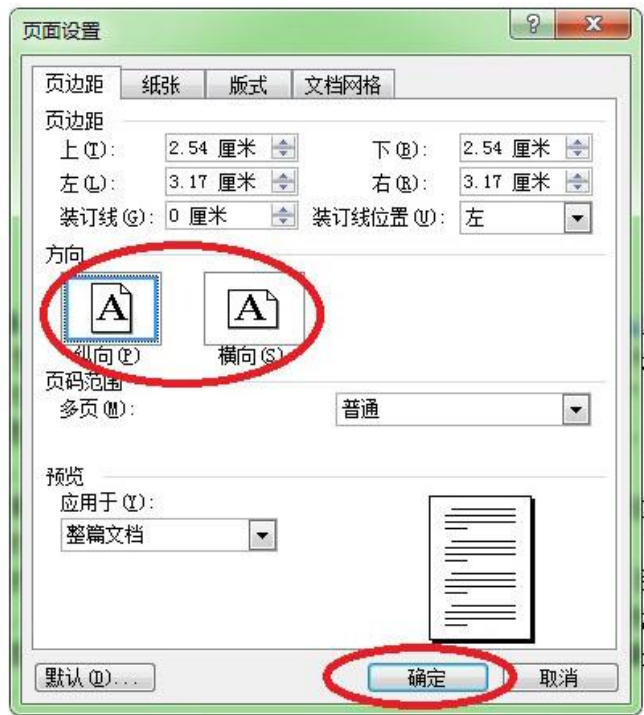 页面设置
页边距 纸张 版式 文档网格
页边距
上(T): 2.54 厘米 下(B): 2.54 厘米
左(L): 3.17 厘米 右(R): 3.17 厘米
装订线(G): 0 厘米 装订线位置(U): 左
方向
A A
纵向(P) 横向(S)
页码范围
多页(M): 普通
预览
应用于(Y):
整篇文档
默认(D)... 确定 取消